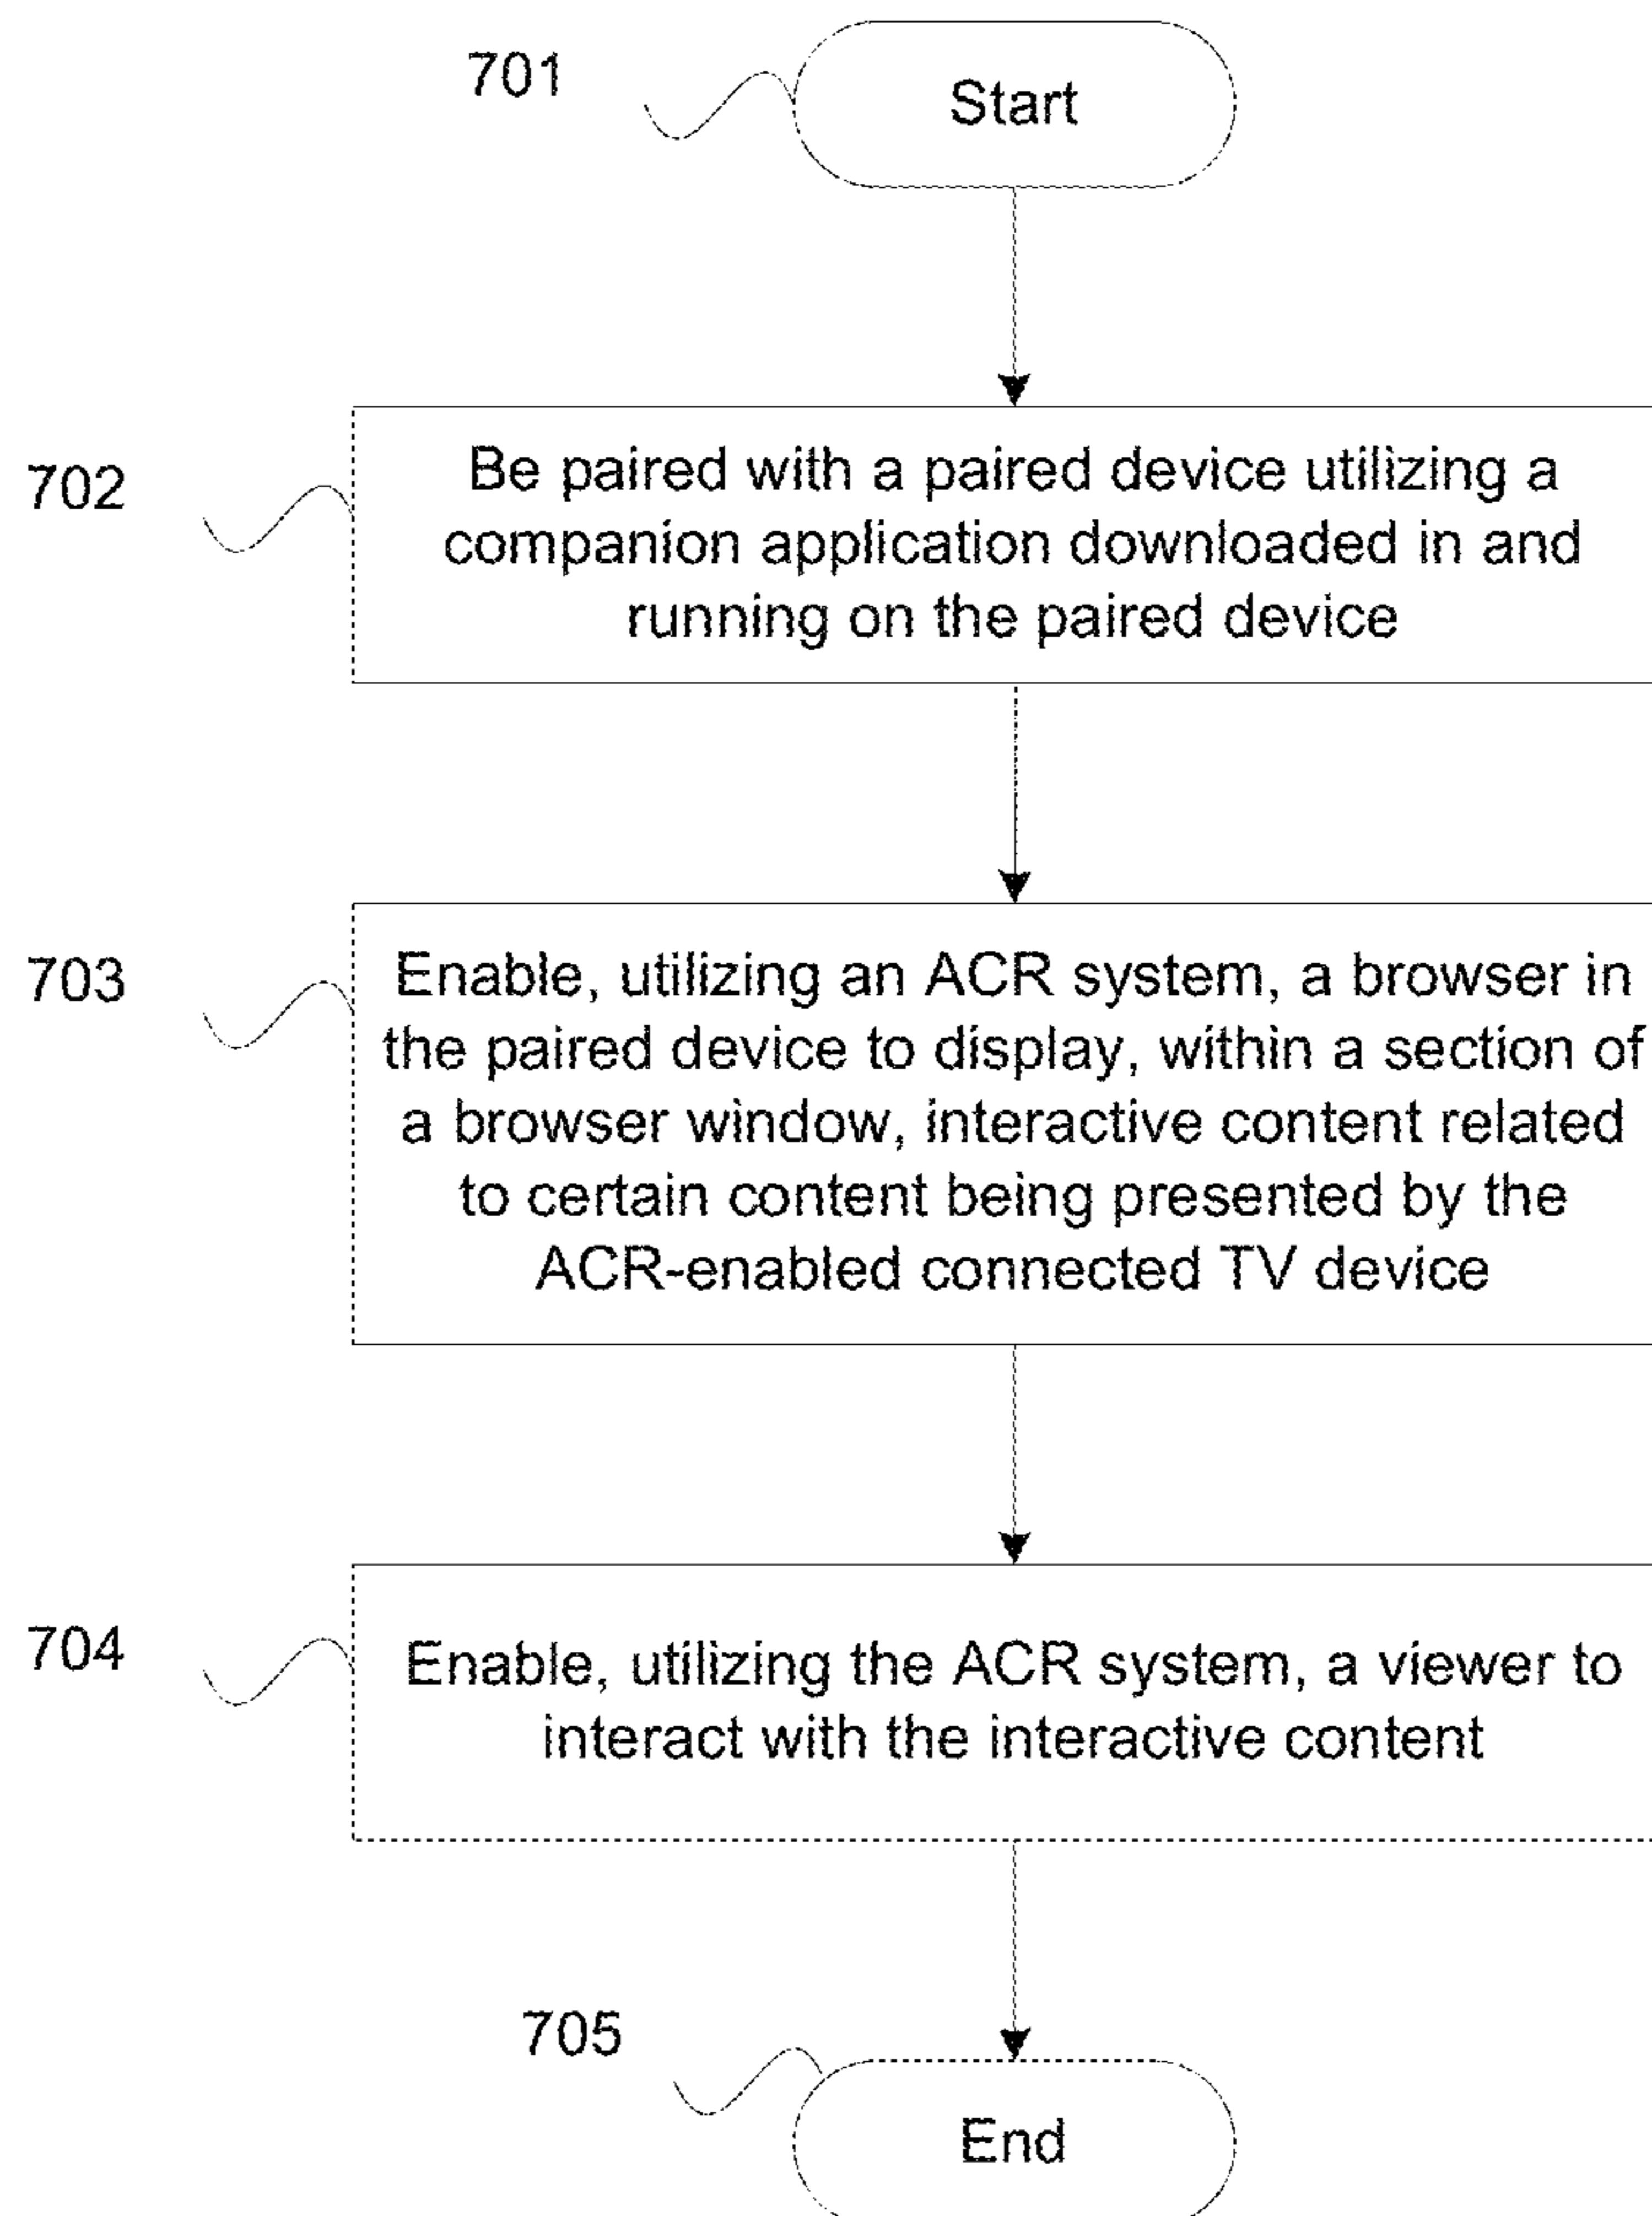 701
Start
702
Be paired with a paired device utilizing a
companion application downloaded in and
running on the paired device
703
Enable, utilizing an ACR system, a browser in
the paired device to display, within a section of
a browser window, interactive content related
to certain content being presented by the
ACR-enabled connected TV device
704
Enable, utilizing the ACR system, a viewer to
interact with the interactive content
705
End